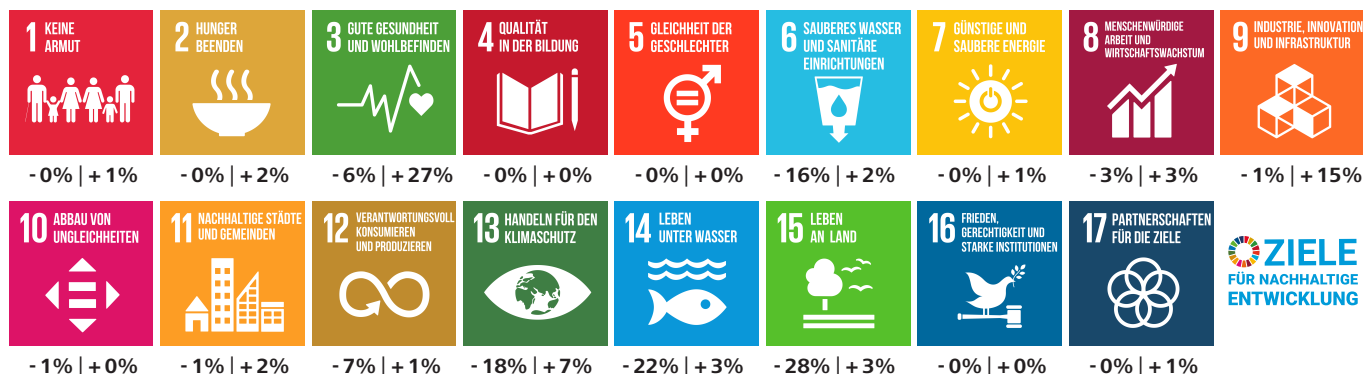 1 KEINE
ARMUT
2 HUNGER
BEENDEN
3 GUTE GESUNDHEIT
UND WOHLBEFINDEN
4 QUALITÄT
IN DER BILDUNG
5 GLEICHHEIT DER
GESCHLECHTER
6 SAUBERES WASSER
UND SANITÄRE
EINRICHTUNGEN
7 GÜNSTIGE UND
SAUBERE ENERGIE
8 MENSCHENWÜRDIGE
ARBEIT UND
WIRTSCHAFTSWACHSTUM
9 INDUSTRIE, INNOVATION
UND INFRASTRUKTUR
-0% | +1%
-0% | +2%
-6% | +27%
-0% | +0%
-0% | +0%
-16% | +2%
-0% | +1%
-3% | +3%
-1% | +15%
10 ABBAU VON
UNGLEICHHEITEN
11 NACHHALTIGE STÄDTE
UND GEMEINDEN
12 VERANTWORTUNGSVOLL
KONSUMIEREN
UND PRODUZIEREN
13 HANDELN FÜR DEN
KLIMASCHUTZ
14 LEBEN
UNTER WASSER
15 LEBEN
AN LAND
16 FRIEDEN,
GERECHTIGKEIT UND
STARKE INSTITUTIONEN
17 PARTNERSCHAFTEN
FÜR DIE ZIELE
ZIELE
FÜR NACHHALTIGE
ENTWICKLUNG
-1% | +0%
-1% | +2%
-7% | +1%
-18% | +7%
-22% | +3%
-28% | +3%
-0% | +0%
-0% | +1%